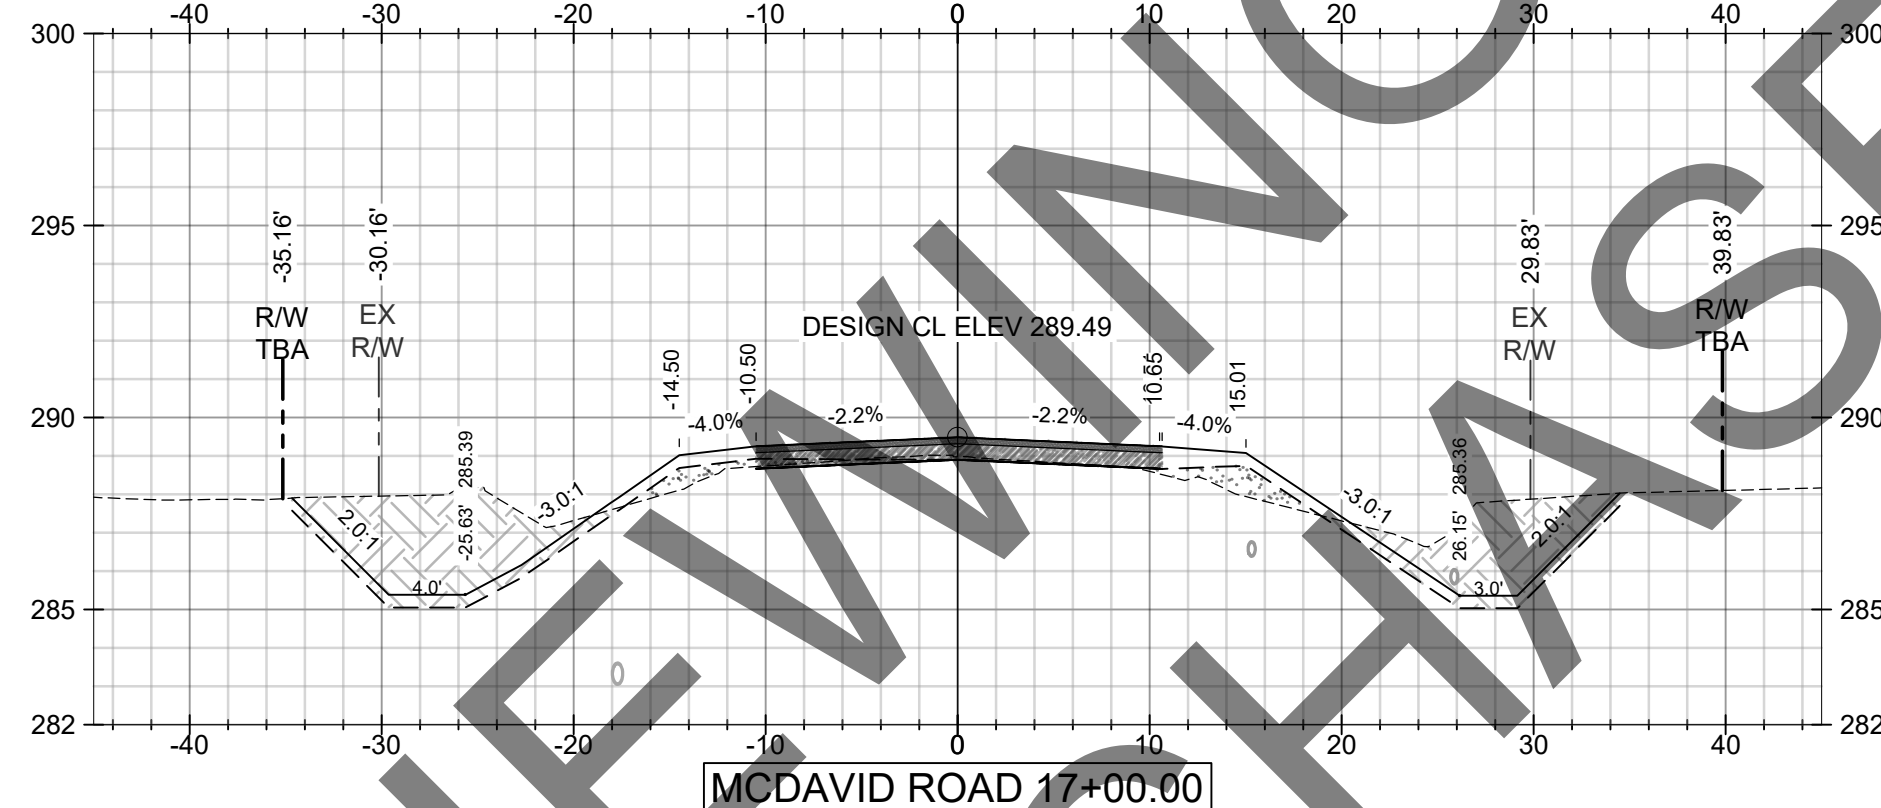 -40 -30 -20 -10 0 10 20 30 40
300 300
295 295
-35.16' -30.16' 29.83' 39.83'
R/W TBA
EX R/W
DESIGN CL ELEV 289.49
EX R/W
R/W TBA
-14.50 -10.50 10.65 15.01
290 290
-4.0% -2.2% -2.2% -4.0%
285.39 285.36
-25.63' 26.15'
2.0:1 -3.0:1 -3.0:1 2.0:1
4.0' 3.0'
285 285
282 282
-40 -30 -20 -10 0 10 20 30 40
MCDAVID ROAD 17+00.00